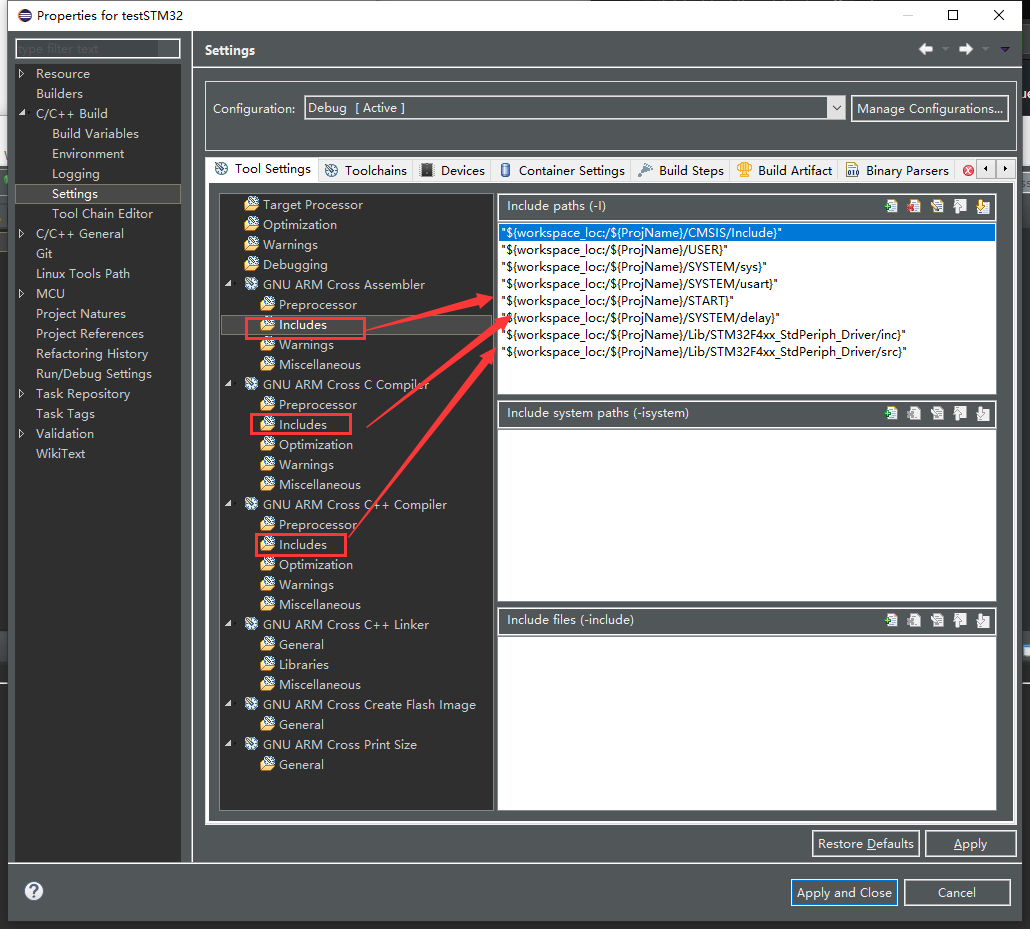 Properties for testSTM32
type filter text
Resource
Builders
C/C++ Build
Build Variables
Environment
Logging
Settings
Tool Chain Editor
C/C++ General
Git
Linux Tools Path
MCU
Project Natures
Project References
Refactoring History
Run/Debug Settings
Task Repository
Task Tags
Validation
WikiText
Settings
Configuration:
Debug [ Active ]
Manage Configurations...
Tool Settings
Toolchains
Devices
Container Settings
Build Steps
Build Artifact
Binary Parsers
Target Processor
Optimization
Warnings
Debugging
GNU ARM Cross Assembler
Preprocessor
Includes
Warnings
Miscellaneous
GNU ARM Cross C Compiler
Preprocessor
Includes
Optimization
Warnings
Miscellaneous
GNU ARM Cross C++ Compiler
Preprocessor
Includes
Optimization
Warnings
Miscellaneous
GNU ARM Cross C++ Linker
General
Libraries
Miscellaneous
GNU ARM Cross Create Flash Image
General
GNU ARM Cross Print Size
General
Include paths (-I)
"${workspace_loc:/${ProjName}/CMSIS/Include}"
"${workspace_loc:/${ProjName}/USER}"
"${workspace_loc:/${ProjName}/SYSTEM/sys}"
"${workspace_loc:/${ProjName}/SYSTEM/usart}"
"${workspace_loc:/${ProjName}/START}"
"${workspace_loc:/${ProjName}/SYSTEM/delay}"
"${workspace_loc:/${ProjName}/Lib/STM32F4xx_StdPeriph_Driver/inc}"
"${workspace_loc:/${ProjName}/Lib/STM32F4xx_StdPeriph_Driver/src}"
Include system paths (-isystem)
Include files (-include)
Restore Defaults
Apply
Apply and Close
Cancel